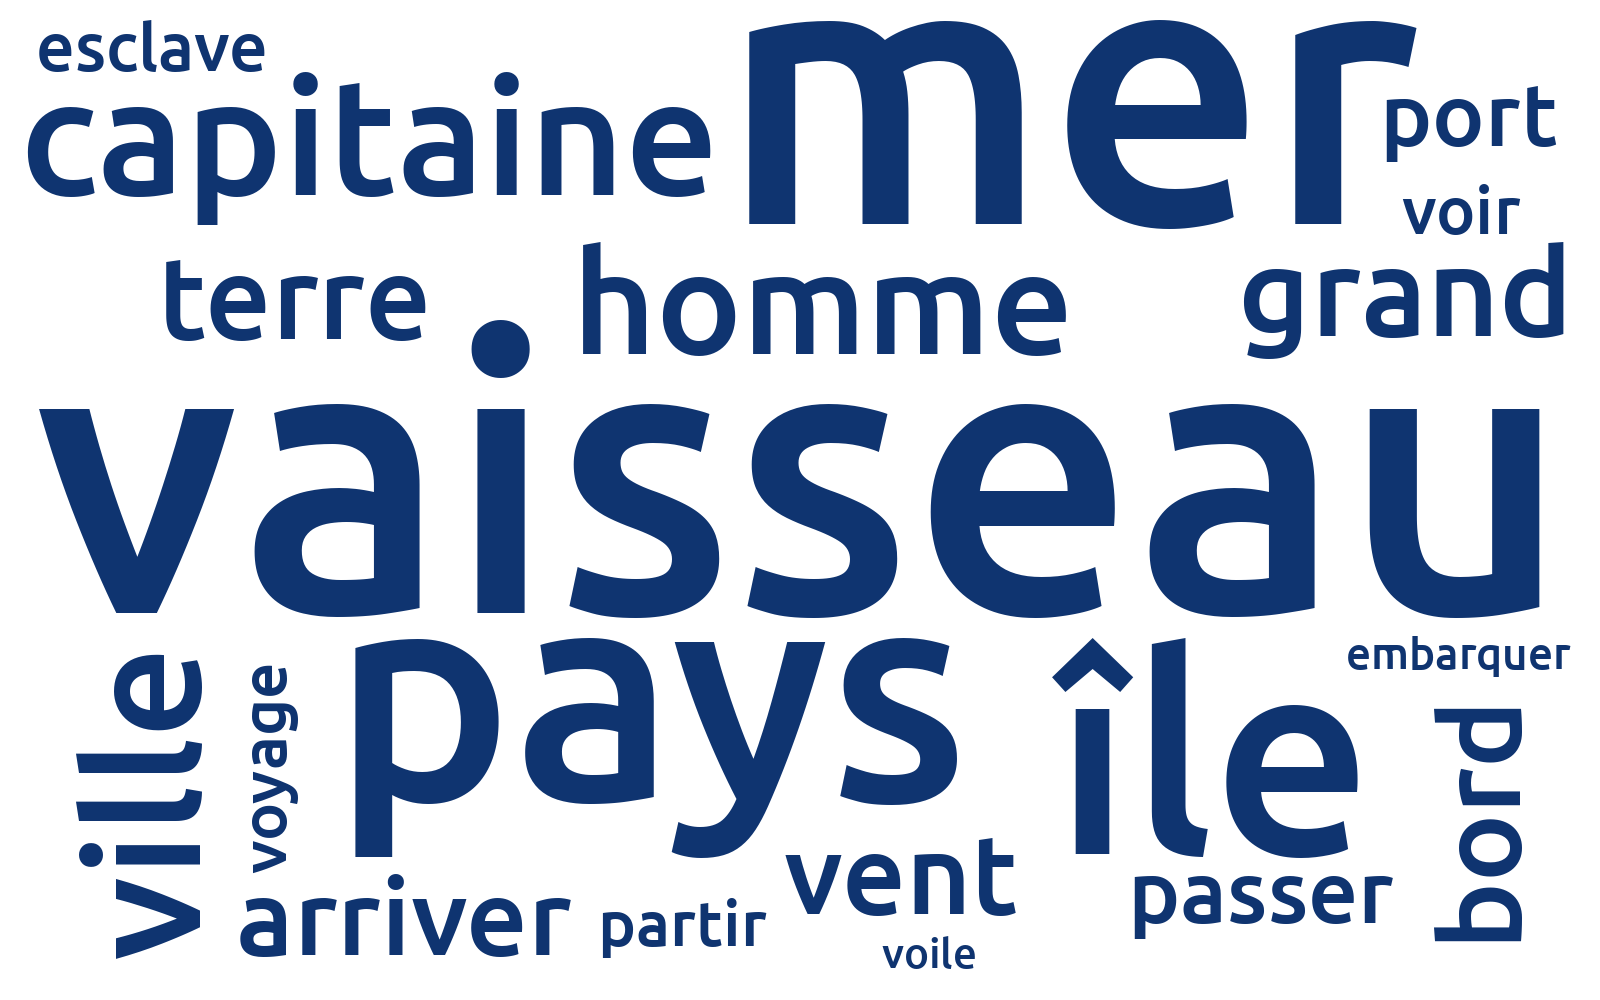 esclave
capitaine
mer
port
voir
terre
homme
grand
vaisseau
ville
voyage
pays
île
embarquer
bord
arriver
partir
vent
voile
passer